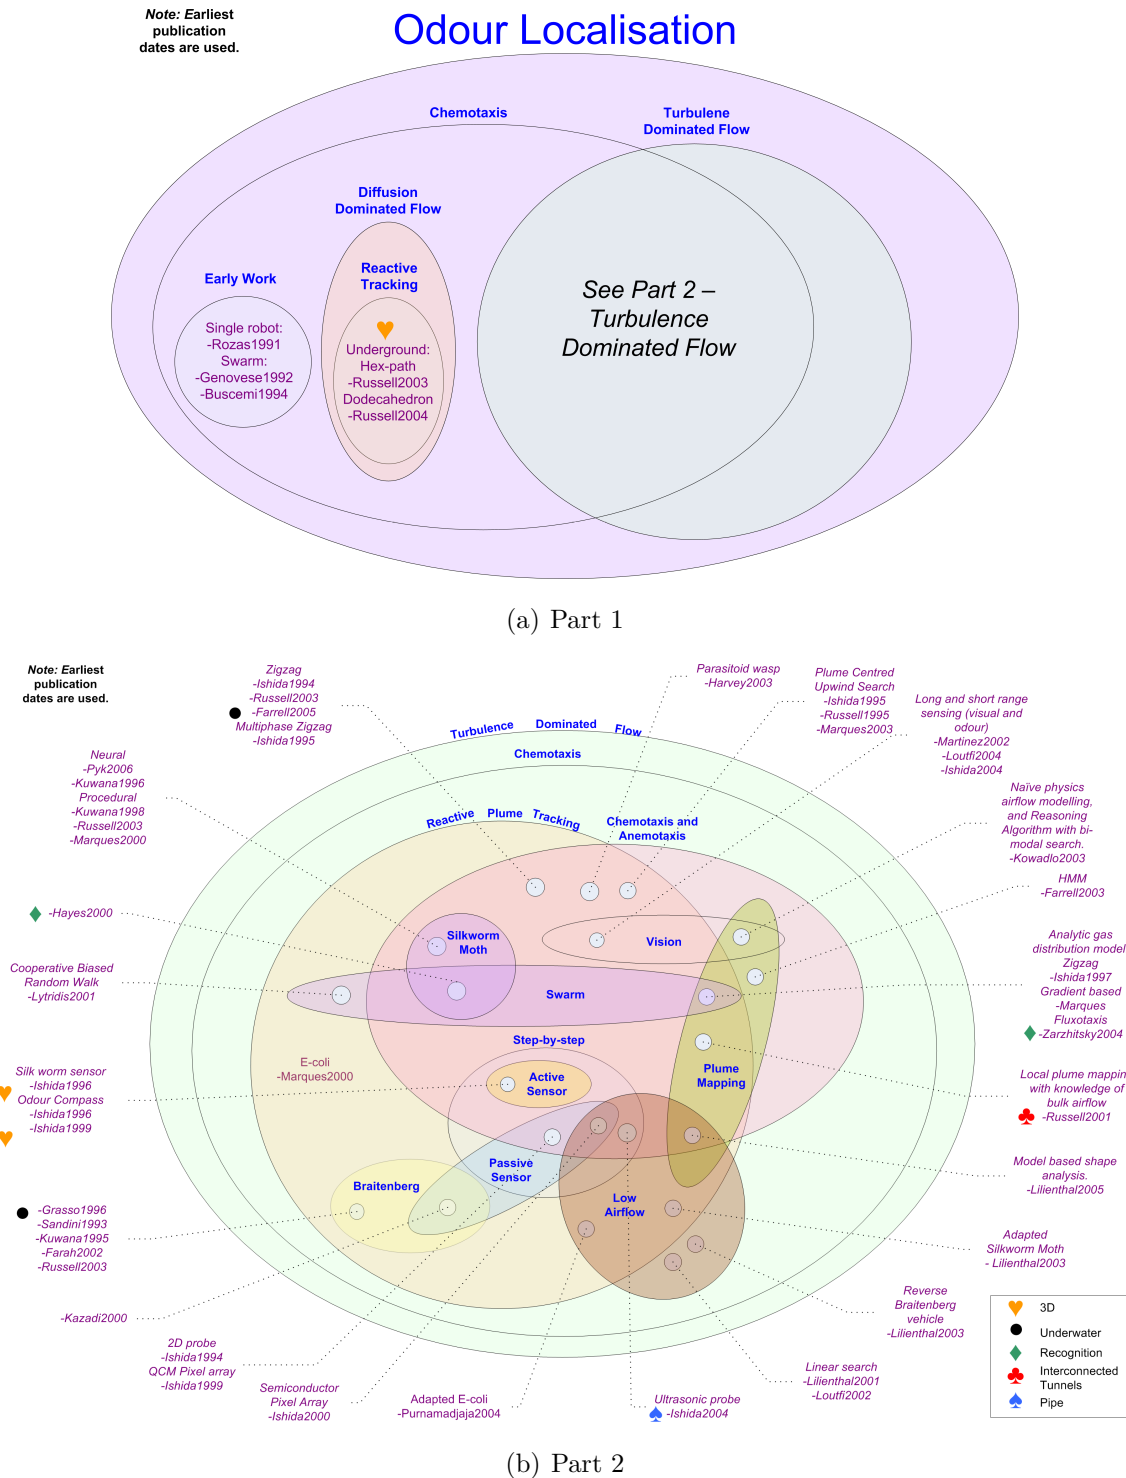 Note: Earliest
publication
dates are used.
Odour Localisation
Chemotaxis
Turbulene
Dominated Flow
Diffusion
Dominated Flow
Early Work
Reactive
Tracking
Single robot:
-Rozas1991
Swarm:
-Genovese1992
-Buscemi1994
Underground:
Hex-path
-Russell2003
Dodecahedron
-Russell2004
See Part 2 –
Turbulence
Dominated Flow
(a) Part 1
Note: Earliest
publication
dates are used.
Zigzag
-Ishida1994
-Russell2003
-Farrell2005
Multiphase Zigzag
-Ishida1995
Parasitoid wasp
-Harvey2003
Plume Centred
Upwind Search
-Ishida1995
-Russell1995
-Marques2003
Long and short range
sensing (visual and
odour)
-Martinez2002
-Loutfi2004
-Ishida2004
Neural
-Pyk2006
-Kuwana1996
Procedural
-Kuwana1998
-Russell2003
-Marques2000
Turbulence Dominated Flow
Chemotaxis
Reactive Plume Tracking
Chemotaxis and
Anemotaxis
Naïve physics
airflow modelling,
and Reasoning
Algorithm with bi-
modal search.
-Kowadlo2003
HMM
-Farrell2003
-Hayes2000
Silkworm
Moth
Vision
Analytic gas
distribution model
Zigzag
-Ishida1997
Gradient based
-Marques
Fluxotaxis
-Zarzhitsky2004
Cooperative Biased
Random Walk
-Lytridis2001
Swarm
Step-by-step
E-coli
-Marques2000
Active
Sensor
Plume
Mapping
Silk worm sensor
-Ishida1996
Odour Compass
-Ishida1996
-Ishida1999
Local plume mappin
with knowledge of
bulk airflow
-Russell2001
Passive
Sensor
Braitenberg
Low
Airflow
Model based shape
analysis.
-Lilienthal2005
-Grasso1996
-Sandini1993
-Kuwana1995
-Farah2002
-Russell2003
Adapted
Silkworm Moth
- Lilienthal2003
-Kazadi2000
Reverse
Braitenberg
vehicle
-Lilienthal2003
2D probe
-Ishida1994
QCM Pixel array
-Ishida1999
Semiconductor
Pixel Array
-Ishida2000
Adapted E-coli
-Purnamadjaja2004
Ultrasonic probe
-Ishida2004
Linear search
-Lilienthal2001
-Loutfi2002
3D
Underwater
Recognition
Interconnected
Tunnels
Pipe
(b) Part 2